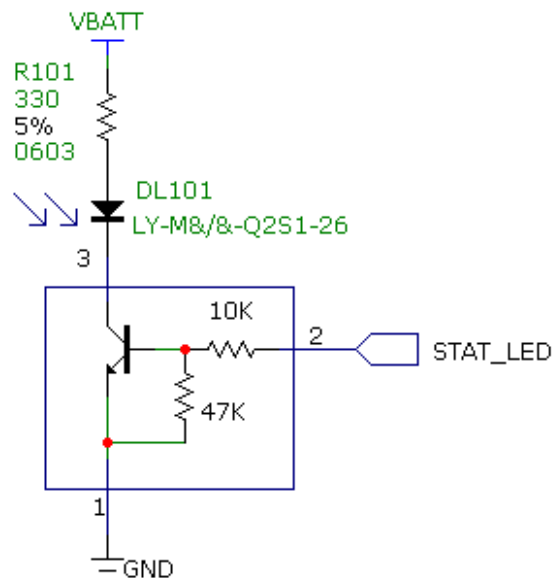 VBATT
R101
330
5%
0603
DL101
LY-M&/&-Q2S1-26
3
10K
2
STAT_LED
47K
1
GND